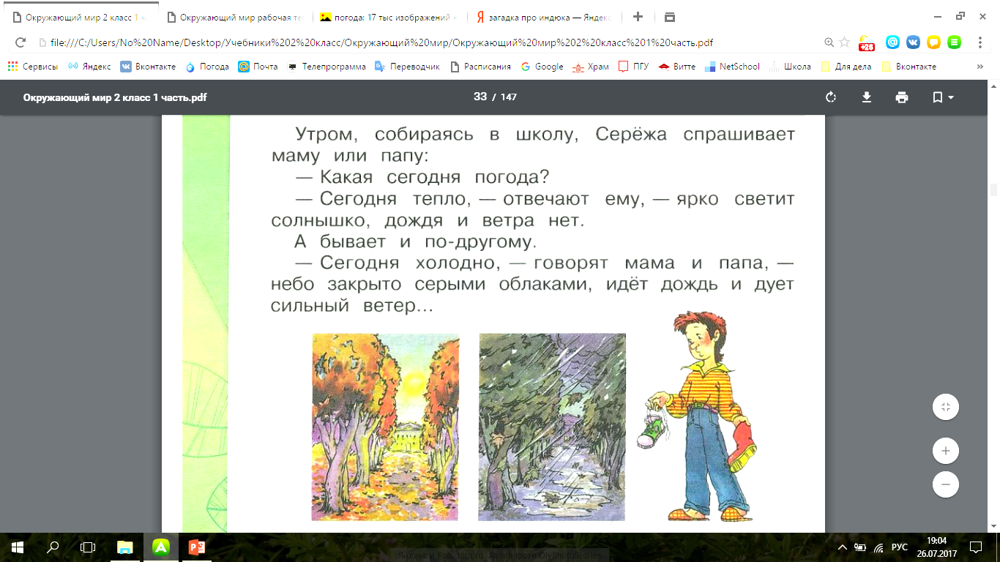 Окружающий мир 2 класс 1 ч
Окружающий мир рабочая те
погода: 17 тыс изображений
загадка про индюка — Яндекс
file:///C:/Users/No%20Name/Desktop/Учебники%202%20класс/Окружающий%20мир/Окружающий%20мир%202%20класс%201%20часть.pdf
+26
Сервисы Яндекс Вконтакте Погода Почта Телепрограмма Переводчик Расписания Google Храм ПГУ Витте NetSchool Школа Для дела Вконтакте »
Окружающий мир 2 класс 1 часть.pdf
33 / 147
Утром, собираясь в школу, Серёжа спрашивает
маму или папу:
— Какая сегодня погода?
— Сегодня тепло, — отвечают ему, — ярко светит
солнышко, дождя и ветра нет.
А бывает и по-другому.
— Сегодня холодно, — говорят мама и папа, —
небо закрыто серыми облаками, идёт дождь и дует
сильный ветер...
РУС
19:04
26.07.2017